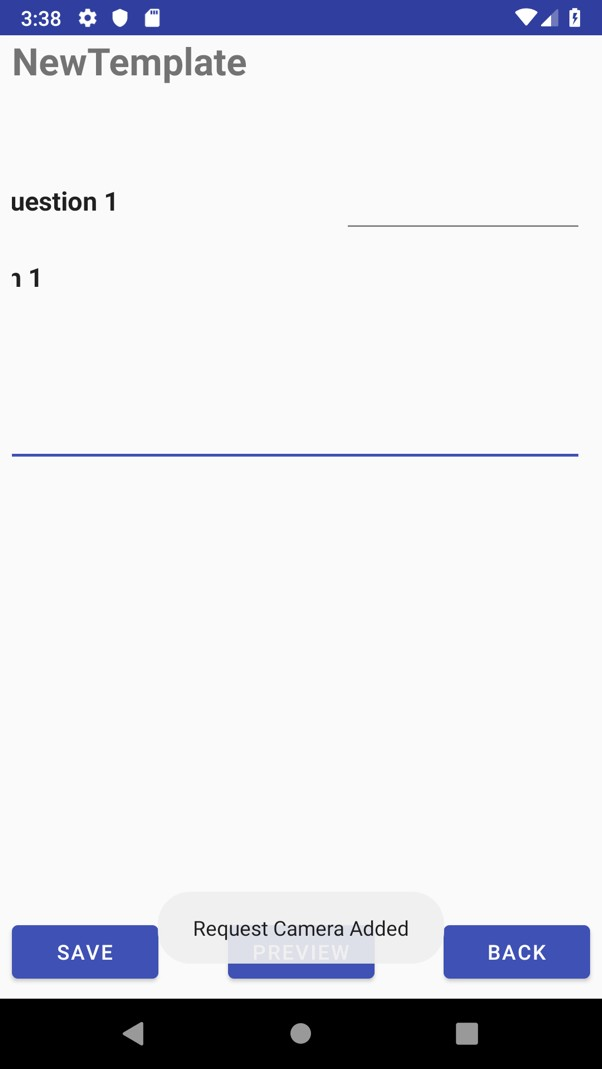 3:38
NewTemplate
uestion 1
n 1
Request Camera Added
SAVE
PREVIEW
BACK